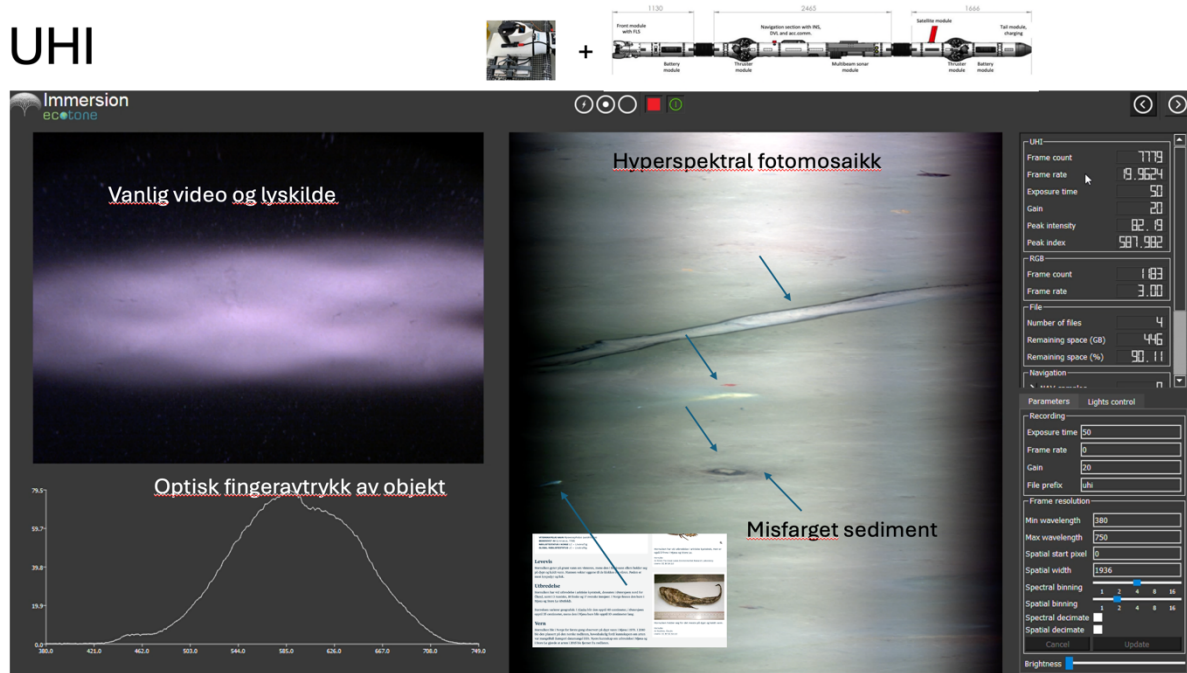 UHI
+
1130
2465
1666
Front module
with FLS
Navigation section with INS,
DVL and acs comm.
Satellite module
Tail module,
charging
Battery
module
Thruster
module
Multibeam sonar
module
Thruster
module
Battery
module
Immersion
ecotone
Vanlig video og lyskilde
Hyperspektral fotomosaikk
Optisk fingeravtrykk av objekt
Misfarget sediment
79.5
59.7
39.8
19.9
0.0
380.0
421.0
462.0
503.0
544.0
585.0
626.0
667.0
708.0
749.0
Levevis
Utbredelse
Vern
UHI
Frame count 7779
Frame rate 19.9624
Exposure time 50
Gain 20
Peak intensity 82.19
Peak index 587.982
RGB
Frame count 1183
Frame rate 3.00
File
Number of files 4
Remaining space (GB) 446
Remaining space (%) 90.11
Navigation
Parameters Lights control
Recording
Exposure time 50
Frame rate 0
Gain 20
File prefix uhi
Frame resolution
Min wavelength 380
Max wavelength 750
Spatial start pixel 0
Spatial width 1936
Spectral binning
1 2 4 8 16
Spatial binning
1 2 4 8 16
Spectral decimate
Spatial decimate
Cancel Update
Brightness